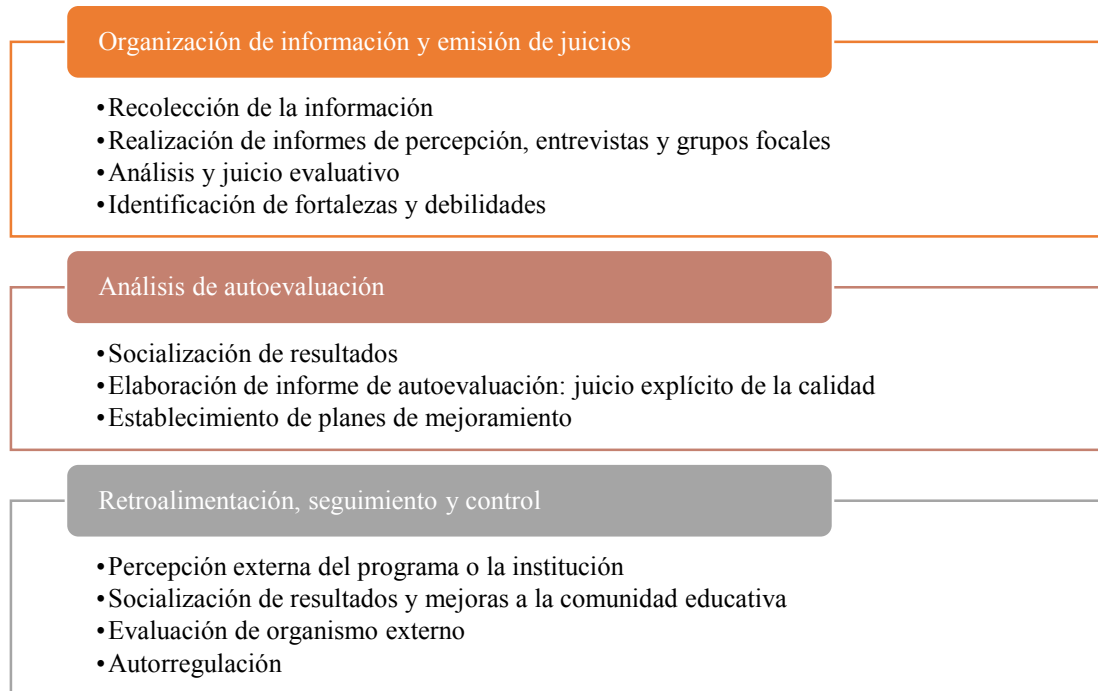 Organización de información y emisión de juicios
•Recolección de la información
•Realización de informes de percepción, entrevistas y grupos focales
•Análisis y juicio evaluativo
•Identificación de fortalezas y debilidades
Análisis de autoevaluación
•Socialización de resultados
•Elaboración de informe de autoevaluación: juicio explícito de la calidad
•Establecimiento de planes de mejoramiento
Retroalimentación, seguimiento y control
•Percepción externa del programa o la institución
•Socialización de resultados y mejoras a la comunidad educativa
•Evaluación de organismo externo
•Autorregulación